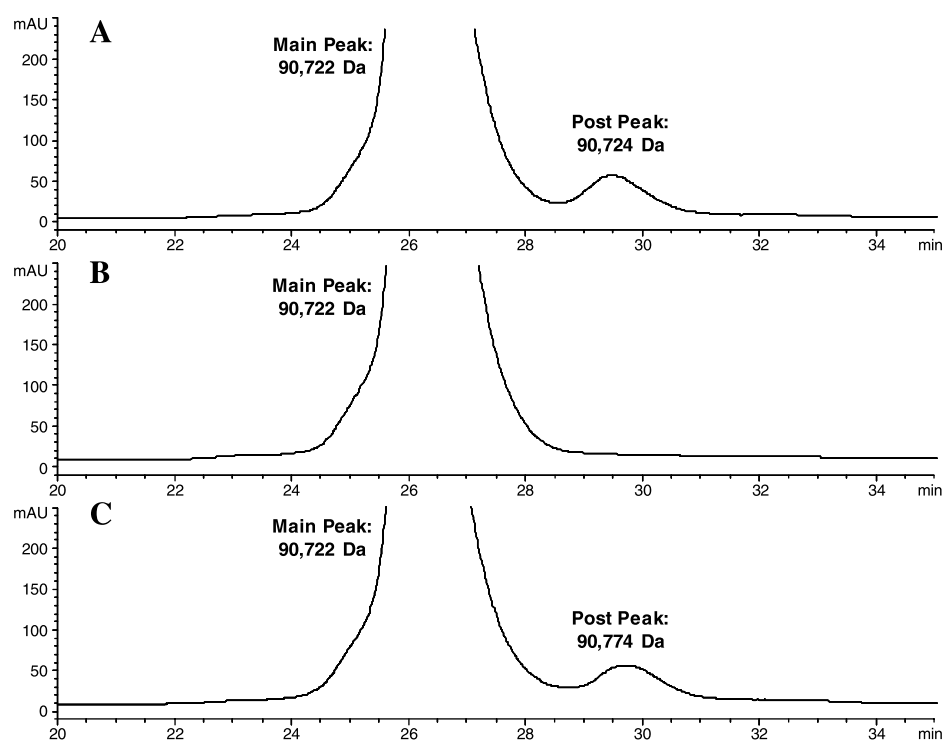 mAU
A
200
150
100
50
0
Main Peak:
90,722 Da
Post Peak:
90,724 Da
20 22 24 26 28 30 32 34 min
mAU
B
200
150
100
50
0
Main Peak:
90,722 Da
20 22 24 26 28 30 32 34 min
mAU
C
200
150
100
50
0
Main Peak:
90,722 Da
Post Peak:
90,774 Da
20 22 24 26 28 30 32 34 min